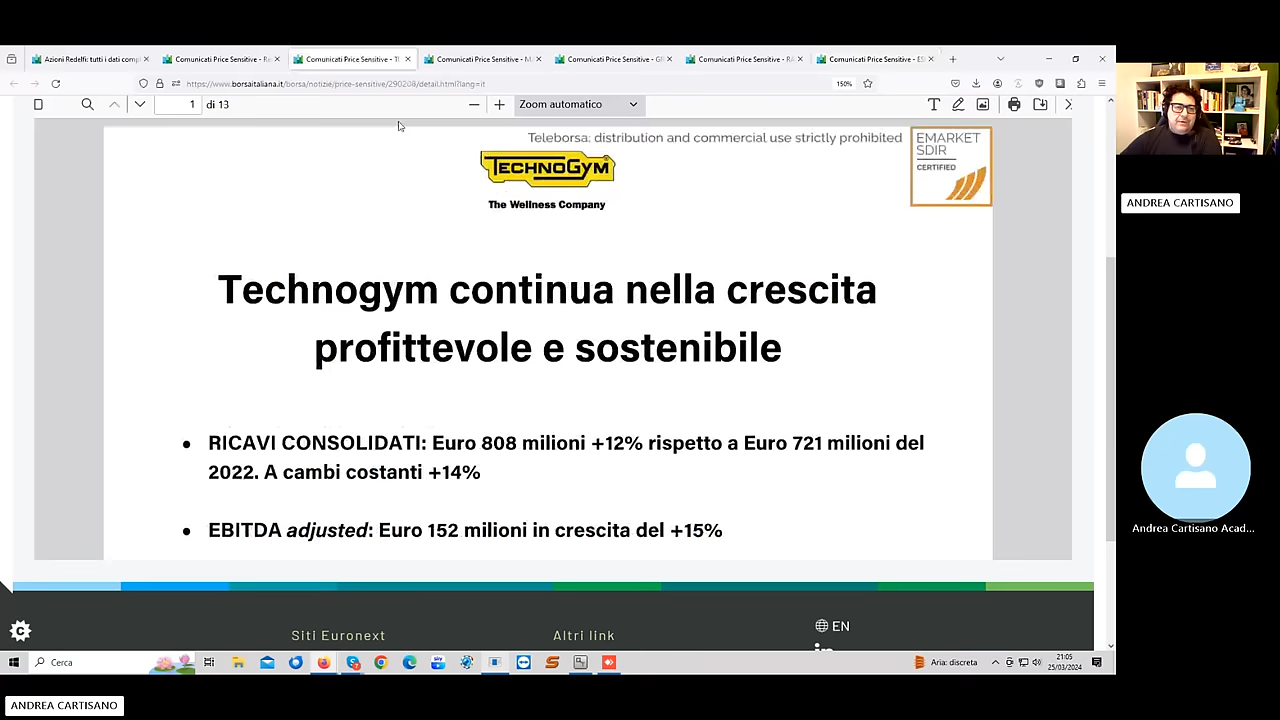 Azioni Redelfi: tutti i dati comp
Comunicati Price Sensitive - R
Comunicati Price Sensitive - T
Comunicati Price Sensitive - M
Comunicati Price Sensitive - G
Comunicati Price Sensitive - RA
Comunicati Price Sensitive - ES
https://www.borsaitaliana.it/borsa/notizie/price-sensitive/290208/detail.html?lang=it
150%
1 di 13
Zoom automatico
Teleborsa: distribution and commercial use strictly prohibited
EMARKET
SDIR
CERTIFIED
TECHNOGYM
The Wellness Company
Technogym continua nella crescita
profittevole e sostenibile
• RICAVI CONSOLIDATI: Euro 808 milioni +12% rispetto a Euro 721 milioni del
2022. A cambi costanti +14%
• EBITDA adjusted: Euro 152 milioni in crescita del +15%
Siti Euronext
Altri link
EN
Cerca
Aria: discreta
21:05
25/03/2024
ANDREA CARTISANO
Andrea Cartisano Acad...
ANDREA CARTISANO